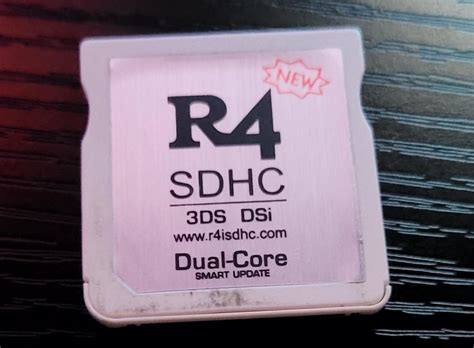 NEW
R4
SDHC
3DS DSi
www.r4isdhc.com
Dual-Core
SMART UPDATE